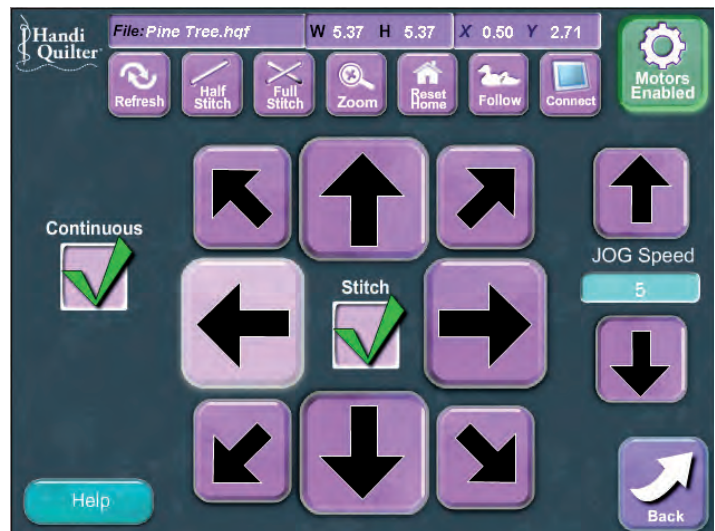 Handi
Quilter
File: Pine Tree.hqf W 5.37 H 5.37 X 0.50 Y 2.71
Refresh
Half
Stitch
Full
Stitch
Zoom
Reset
Home
Follow
Connect
Motors
Enabled
Continuous
Stitch
JOG Speed
5
Help
Back